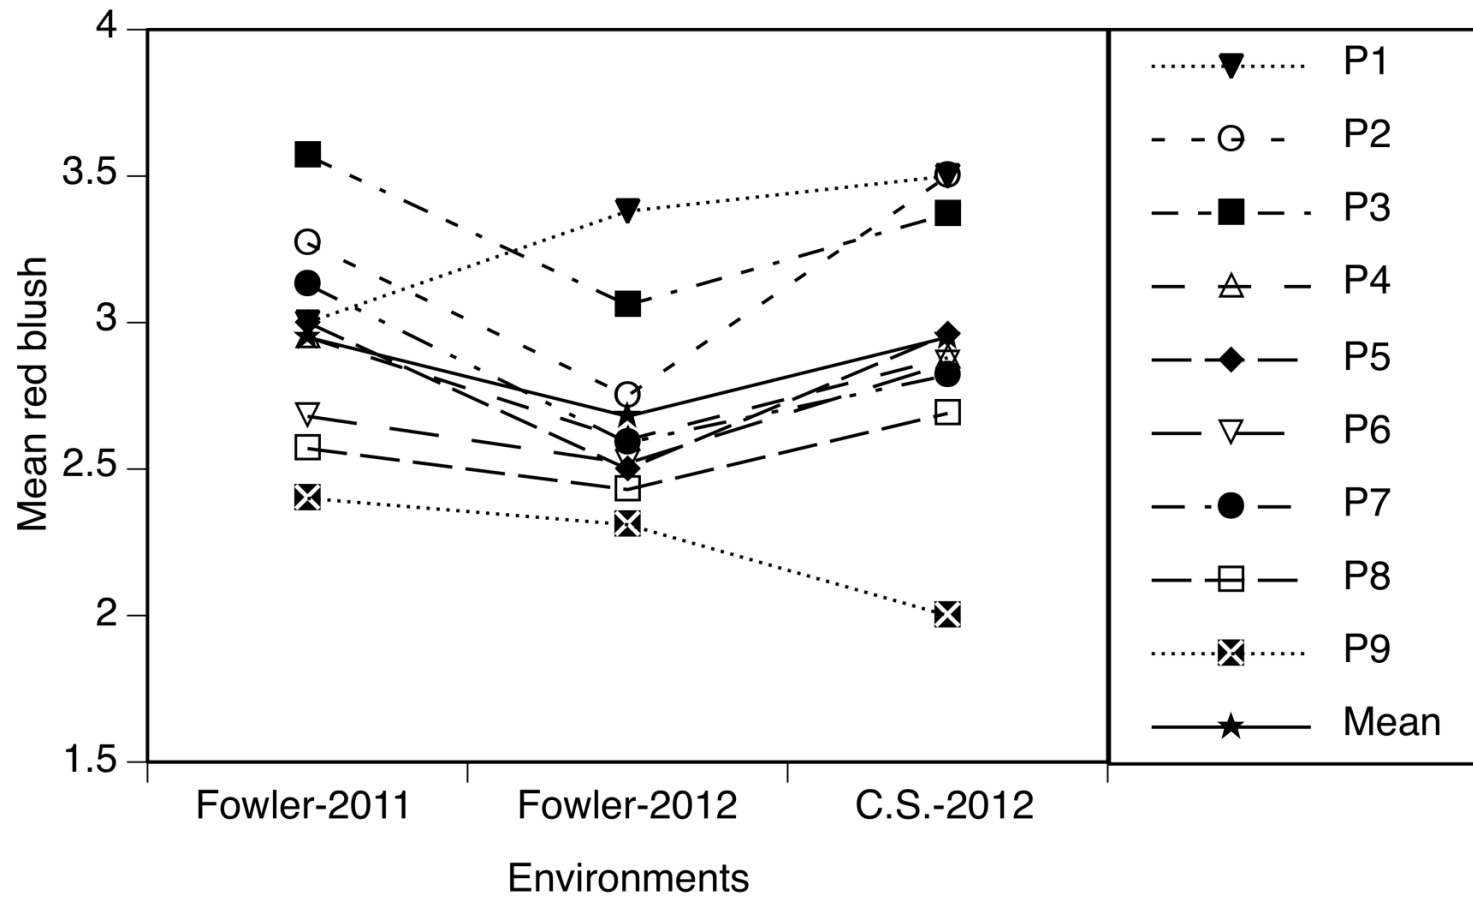 4
3.5
3
2.5
2
1.5
Mean red blush
Fowler-2011
Fowler-2012
C.S.-2012
Environments
P1
P2
P3
P4
P5
P6
P7
P8
P9
Mean